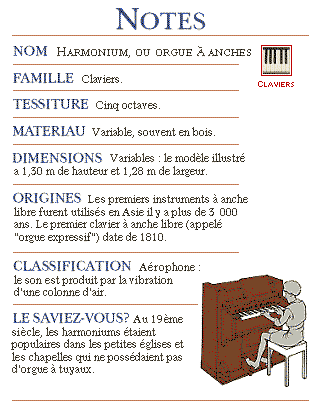 NOTES
NOM HARMONIUM, OU ORGUE À ANCHES
CLAVIERS
FAMILLE Claviers.
TESSITURE Cinq octaves.
MATERIAU Variable, souvent en bois.
DIMENSIONS Variables : le modèle illustré
a 1,30 m de hauteur et 1,28 m de largeur.
ORIGINES Les premiers instruments à anche
libre furent utilisés en Asie il y a plus de 3 000
ans. Le premier clavier à anche libre (appelé
"orgue expressif") date de 1810.
CLASSIFICATION Aérophone :
le son est produit par la vibration
d'une colonne d'air.
LE SAVIEZ-VOUS? Au 19ème
siècle, les harmoniums étaient
populaires dans les petites églises et
les chapelles qui ne possédaient pas
d'orgue à tuyaux.